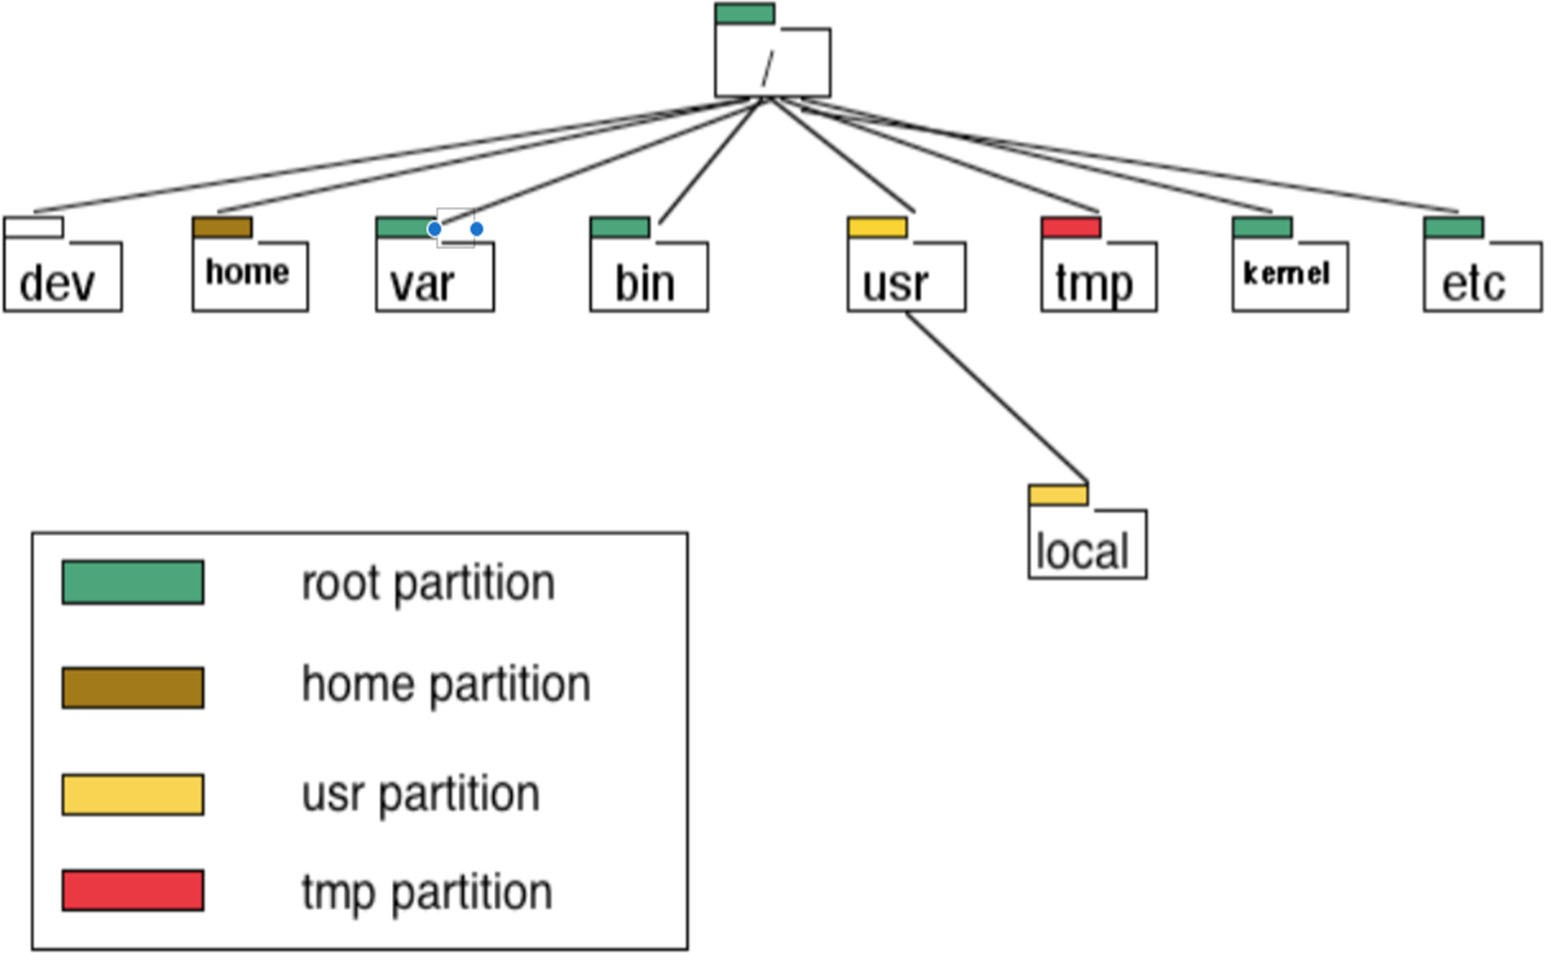 /
dev
home
var
bin
usr
tmp
kernel
etc
local
root partition
home partition
usr partition
tmp partition